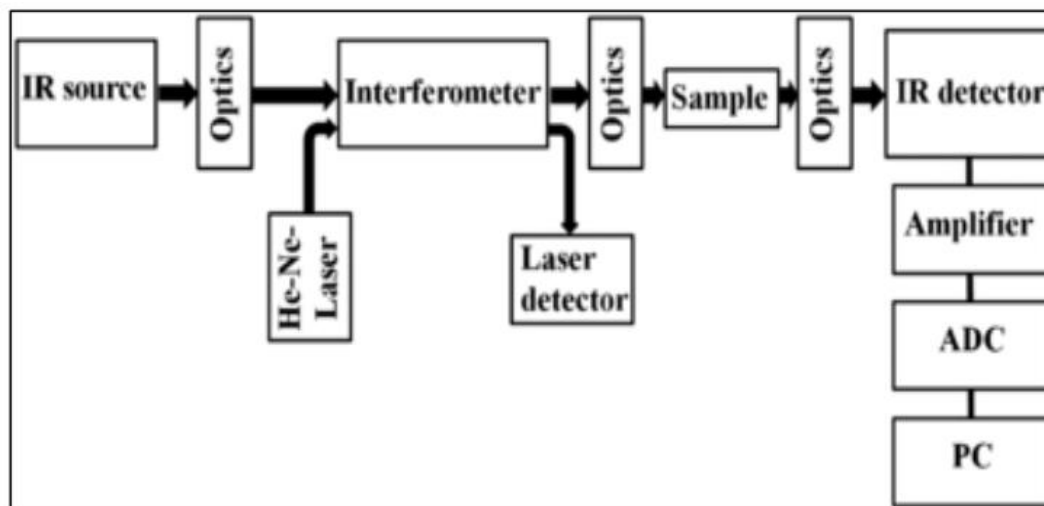 IR source
Optics
Interferometer
Optics
Sample
Optics
IR detector
He-Ne-
Laser
Laser
detector
Amplifier
ADC
PC